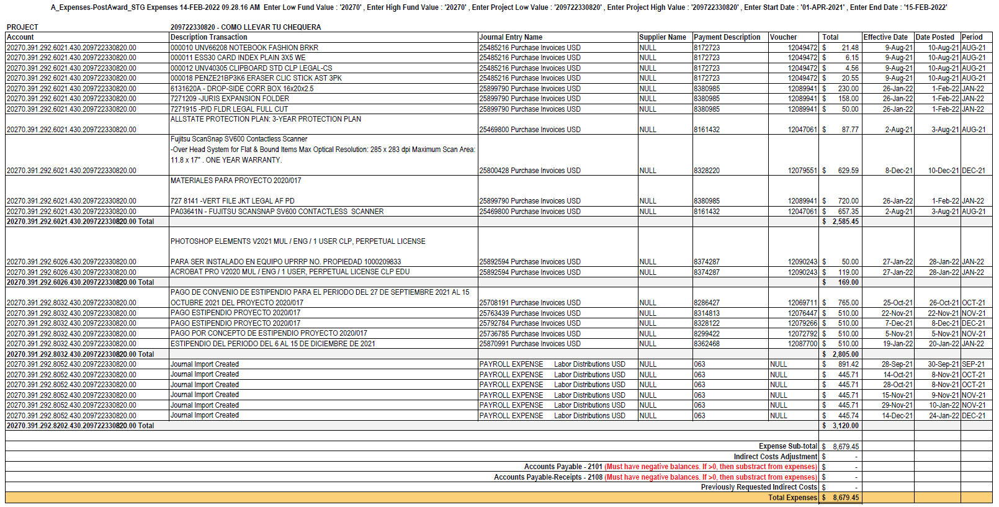 A_Expenses-PostAward_STG Expenses 14-FEB-2022 09.28.16 AM  Enter Low Fund Value : '20270' , Enter High Fund Value : '20270' , Enter Project Low Value : '209722330820' , Enter Project High Value : '209722330820' , Enter Start Date : '01-APR-2021' , Enter End Date : '15-FEB-2022'
PROJECT 209722330820 - COMO LLEVAR TU CHEQUERA
Account Description Transaction Journal Entry Name Supplier Name Payment Description Voucher Total Effective Date Date Posted Period
20270.391.292.6021.430.209722330820.00 000010 UNV66208 NOTEBOOK FASHION BRKR 25485216 Purchase Invoices USD NULL 8172723 12049472 $ 21.48 9-Aug-21 10-Aug-21 AUG-21
20270.391.292.6021.430.209722330820.00 000011 ESS30 CARD INDEX PLAIN 3X5 WE 25485216 Purchase Invoices USD NULL 8172723 12049472 $ 6.15 9-Aug-21 10-Aug-21 AUG-21
20270.391.292.6021.430.209722330820.00 000012 UNV40305 CLIPBOARD STD CLP LEGAL-CS 25485216 Purchase Invoices USD NULL 8172723 12049472 $ 4.56 9-Aug-21 10-Aug-21 AUG-21
20270.391.292.6021.430.209722330820.00 000018 PENZE21BP3K6 ERASER CLIC STICK AST 3PK 25485216 Purchase Invoices USD NULL 8172723 12049472 $ 20.55 9-Aug-21 10-Aug-21 AUG-21
20270.391.292.6021.430.209722330820.00 6131620A - DROP-SIDE CORR BOX 16x20x2.5 25899790 Purchase Invoices USD NULL 8380985 12089941 $ 230.00 26-Jan-22 1-Feb-22 JAN-22
20270.391.292.6021.430.209722330820.00 7271209 -JURIS EXPANSION FOLDER 25899790 Purchase Invoices USD NULL 8380985 12089941 $ 158.00 26-Jan-22 1-Feb-22 JAN-22
20270.391.292.6021.430.209722330820.00 7271915 -P/D FLDR LEGAL FULL CUT 25899790 Purchase Invoices USD NULL 8380985 12089941 $ 50.00 26-Jan-22 1-Feb-22 JAN-22
ALLSTATE PROTECTION PLAN: 3-YEAR PROTECTION PLAN
20270.391.292.6021.430.209722330820.00 25469800 Purchase Invoices USD NULL 8161432 12047061 $ 87.77 2-Aug-21 3-Aug-21 AUG-21
Fujitsu ScanSnap SV600 Contactless Scanner
-Over Head System for Flat & Bound Items Max Optical Resolution: 285 x 283 dpi Maximum Scan Area:
11.8 x 17" . ONE YEAR WARRANTY.
20270.391.292.6021.430.209722330820.00 25800428 Purchase Invoices USD NULL 8328220 12079551 $ 629.59 8-Dec-21 10-Dec-21 DEC-21
MATERIALES PARA PROYECTO 2020/017
20270.391.292.6021.430.209722330820.00 727 8141 -VERT FILE JKT LEGAL AF PD 25899790 Purchase Invoices USD NULL 8380985 12089941 $ 720.00 26-Jan-22 1-Feb-22 JAN-22
20270.391.292.6021.430.209722330820.00 PA03641N - FUJITSU SCANSNAP SV600 CONTACTLESS  SCANNER 25469800 Purchase Invoices USD NULL 8161432 12047061 $ 657.35 2-Aug-21 3-Aug-21 AUG-21
20270.391.292.6021.430.209722330820.00 Total $ 2,585.45
PHOTOSHOP ELEMENTS V2021 MUL / ENG / 1 USER CLP, PERPETUAL LICENSE
20270.391.292.6026.430.209722330820.00 PARA SER INSTALADO EN EQUIPO UPRRP NO. PROPIEDAD 1000209833 25892594 Purchase Invoices USD NULL 8374287 12090243 $ 50.00 27-Jan-22 28-Jan-22 JAN-22
20270.391.292.6026.430.209722330820.00 ACROBAT PRO V2020 MUL / ENG / 1 USER, PERPETUAL LICENSE CLP EDU 25892594 Purchase Invoices USD NULL 8374287 12090243 $ 119.00 27-Jan-22 28-Jan-22 JAN-22
20270.391.292.6026.430.209722330820.00 Total $ 169.00
PAGO DE CONVENIO DE ESTIPENDIO PARA EL PERIODO DEL 27 DE SEPTIEMBRE 2021 AL 15
20270.391.292.8032.430.209722330820.00 OCTUBRE 2021 DEL PROYECTO 2020/017 25708191 Purchase Invoices USD NULL 8286427 12069711 $ 765.00 25-Oct-21 26-Oct-21 OCT-21
20270.391.292.8032.430.209722330820.00 PAGO ESTIPENDIO PROYECTO 2020/017 25763439 Purchase Invoices USD NULL 8314813 12076447 $ 510.00 22-Nov-21 22-Nov-21 NOV-21
20270.391.292.8032.430.209722330820.00 PAGO ESTIPENDIO PROYECTO 2020/017 25792784 Purchase Invoices USD NULL 8328122 12079266 $ 510.00 7-Dec-21 8-Dec-21 DEC-21
20270.391.292.8032.430.209722330820.00 PAGO POR CONCEPTO DE ESTIPENDIO PROYECTO 2020/017 25736785 Purchase Invoices USD NULL 8299422 12072792 $ 510.00 5-Nov-21 5-Nov-21 NOV-21
20270.391.292.8032.430.209722330820.00 ESTIPENDIO DEL PERIODO DEL 6 AL 15 DE DICIEMBRE DE 2021 25870991 Purchase Invoices USD NULL 8362468 12087700 $ 510.00 19-Jan-22 20-Jan-22 JAN-22
20270.391.292.8032.430.209722330820.00 Total $ 2,805.00
20270.391.292.8052.430.209722330820.00 Journal Import Created PAYROLL EXPENSE Labor Distributions USD NULL 063 NULL $ 891.42 28-Sep-21 30-Sep-21 SEP-21
20270.391.292.8052.430.209722330820.00 Journal Import Created PAYROLL EXPENSE Labor Distributions USD NULL 063 NULL $ 445.71 14-Oct-21 8-Nov-21 OCT-21
20270.391.292.8052.430.209722330820.00 Journal Import Created PAYROLL EXPENSE Labor Distributions USD NULL 063 NULL $ 445.71 28-Oct-21 8-Nov-21 OCT-21
20270.391.292.8052.430.209722330820.00 Journal Import Created PAYROLL EXPENSE Labor Distributions USD NULL 063 NULL $ 445.71 15-Nov-21 9-Nov-21 NOV-21
20270.391.292.8052.430.209722330820.00 Journal Import Created PAYROLL EXPENSE Labor Distributions USD NULL 063 NULL $ 445.71 29-Nov-21 10-Jan-22 NOV-21
20270.391.292.8052.430.209722330820.00 Journal Import Created PAYROLL EXPENSE Labor Distributions USD NULL 063 NULL $ 445.74 14-Dec-21 24-Jan-22 DEC-21
20270.391.292.8202.430.209722330820.00 Total $ 3,120.00
Expense Sub-total $ 8,679.45
Indirect Costs Adjustment $ -
Accounts Payable - 2101 (Must have negative balances. If >0, then substract from expenses) $ -
Accounts Payable-Receipts - 2108 (Must have negative balances. If >0, then substract from expenses) $ -
Previously Requested Indirect Costs $ -
Total Expenses $ 8,679.45